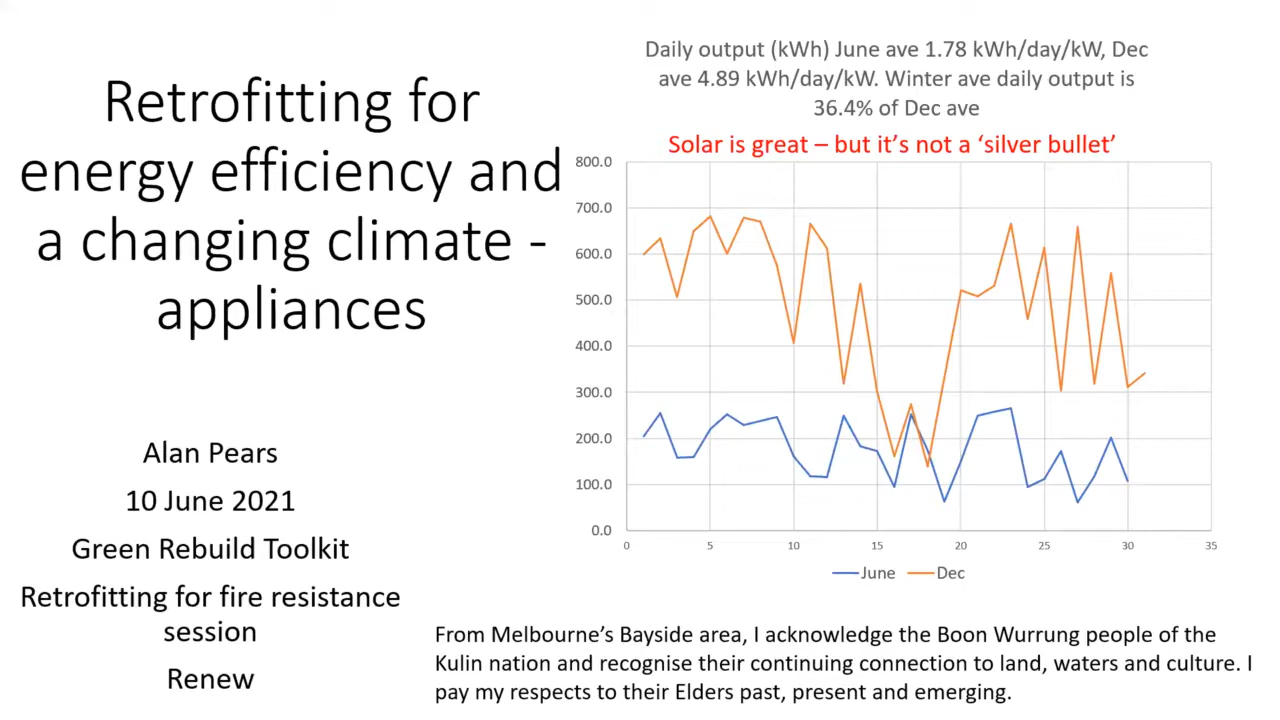 Retrofitting for
energy efficiency and
a changing climate -
appliances
Alan Pears
10 June 2021
Green Rebuild Toolkit
Retrofitting for fire resistance
session
Renew
Daily output (kWh) June ave 1.78 kWh/day/kW, Dec
ave 4.89 kWh/day/kW. Winter ave daily output is
36.4% of Dec ave
Solar is great – but it’s not a ‘silver bullet’
800.0
700.0
600.0
500.0
400.0
300.0
200.0
100.0
0.0
0 5 10 15 20 25 30 35
June Dec
From Melbourne’s Bayside area, I acknowledge the Boon Wurrung people of the
Kulin nation and recognise their continuing connection to land, waters and culture. I
pay my respects to their Elders past, present and emerging.